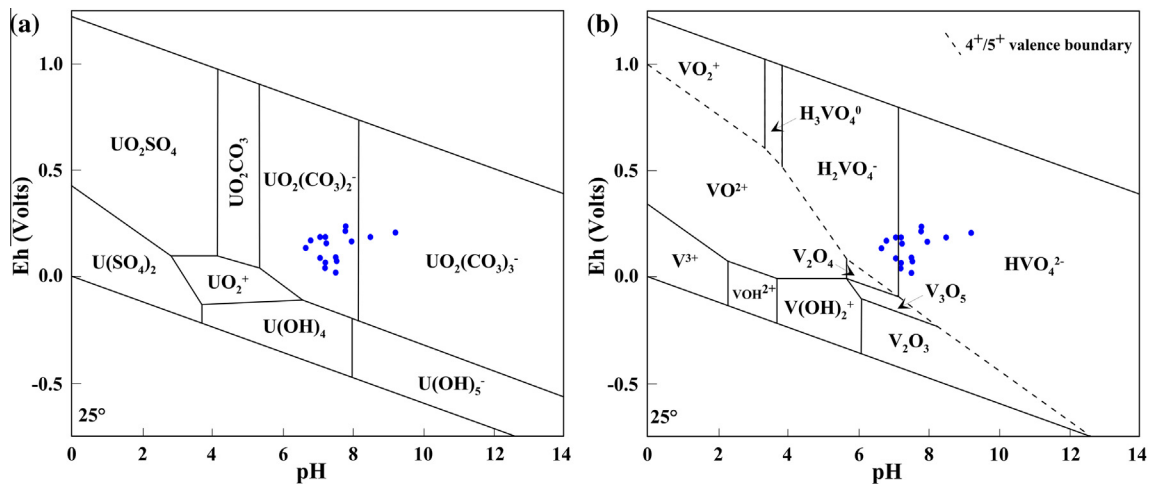 (a)
Eh (Volts)
1.0
0.5
0.0
-0.5
UO₂SO₄
UO₂CO₃
UO₂(CO₃)₂⁻
UO₂(CO₃)₃⁻
U(SO₄)₂
UO₂⁺
U(OH)₄
U(OH)₅⁻
25°
0 2 4 6 8 10 12 14
pH
(b)
4⁺/5⁺ valence boundary
Eh (Volts)
1.0
0.5
0.0
-0.5
VO₂⁺
H₃VO₄⁰
H₂VO₄⁻
VO²⁺
HVO₄²⁻
V³⁺
VOH²⁺
V(OH)₂⁺
V₂O₄
V₃O₅
V₂O₃
25°
0 2 4 6 8 10 12 14
pH